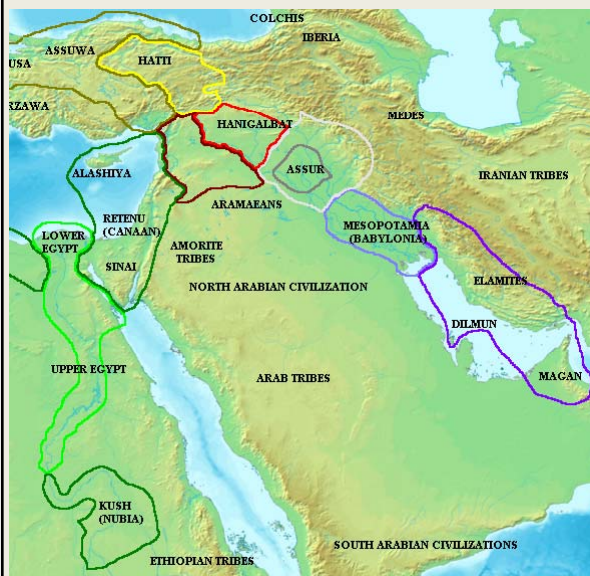 COLCHIS
IBERIA
ASSUWA
HATTI
USA
RZAWA
MEDES
HANIGALBAT
IRANIAN TRIBES
ASSUR
ALASHIYA
ARAMAEANS
RETENU
(CANAAN)
MESOPOTAMIA
(BABYLONIA)
LOWER
EGYPT
AMORITE
TRIBES
SINAI
NORTH ARABIAN CIVILIZATION
ELAMITES
DILMUN
UPPER EGYPT
ARAB TRIBES
MAGAN
KUSH
(NUBIA)
SOUTH ARABIAN CIVILIZATIONS
ETHIOPIAN TRIBES